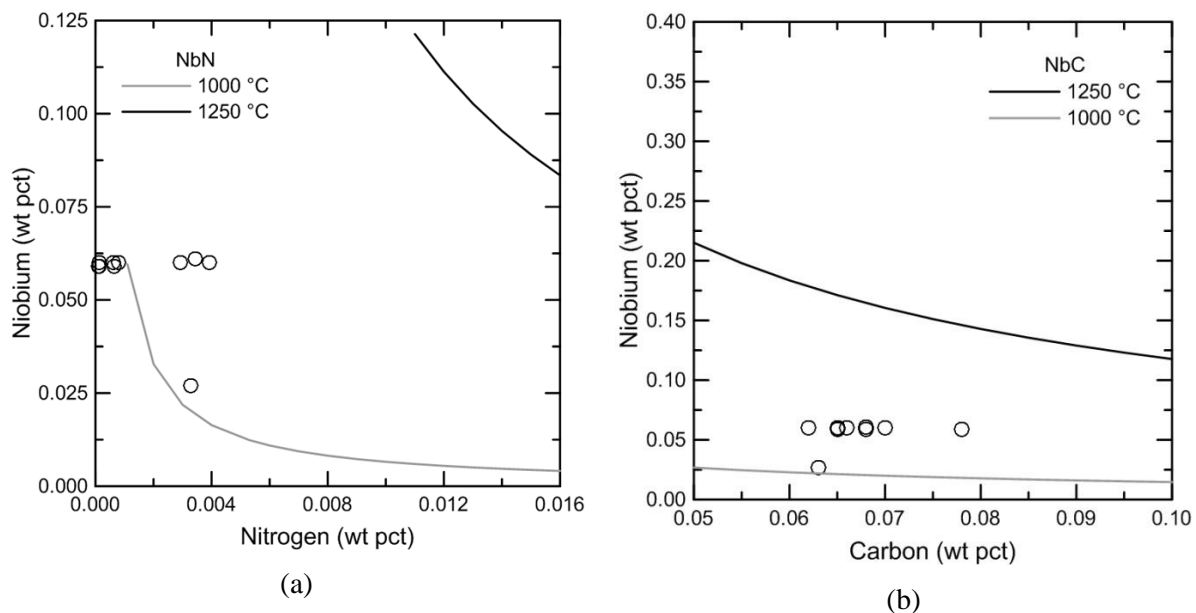 0.125
0.100
0.075
0.050
0.025
0.000
Niobium (wt pct)
NbN
1000 °C
1250 °C
0.000
0.004
0.008
0.012
0.016
Nitrogen (wt pct)
(a)
0.40
0.35
0.30
0.25
0.20
0.15
0.10
0.05
0.00
Niobium (wt pct)
NbC
1250 °C
1000 °C
0.05
0.06
0.07
0.08
0.09
0.10
Carbon (wt pct)
(b)